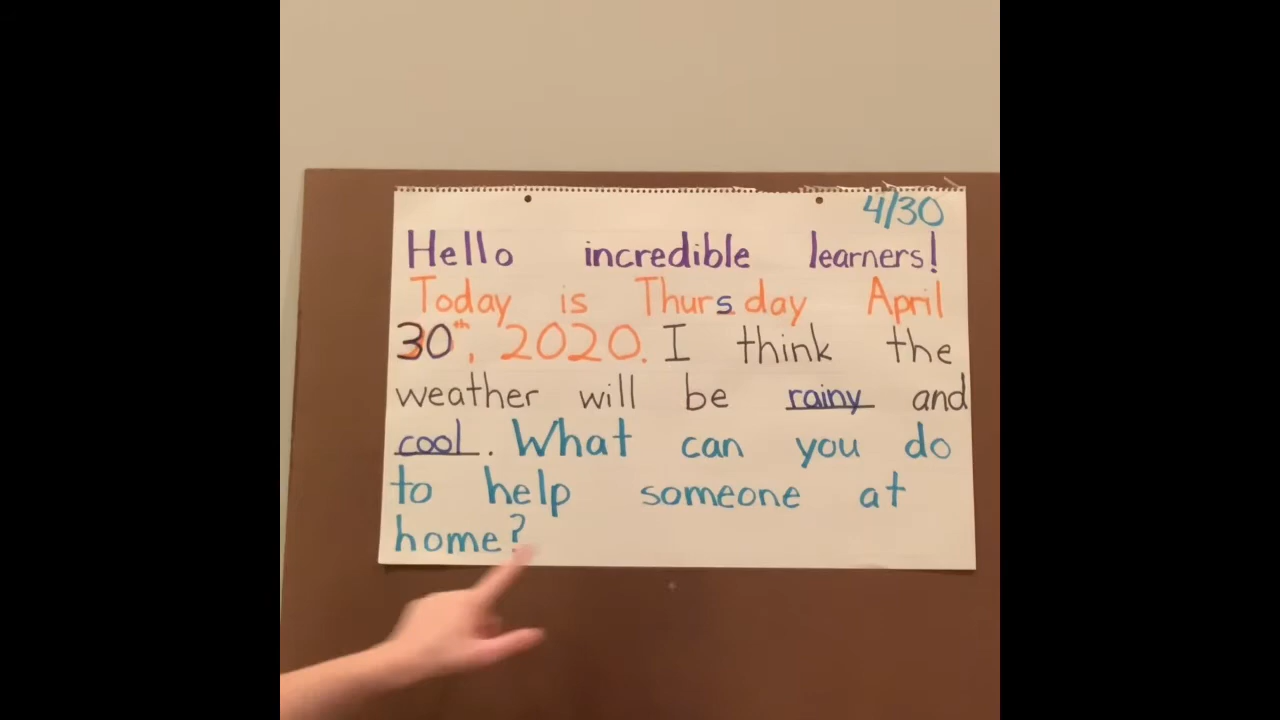 4/30
Hello incredible learners!
Today is Thursday April
30th, 2020. I think the
weather will be rainy and
cool. What can you do
to help someone at
home?